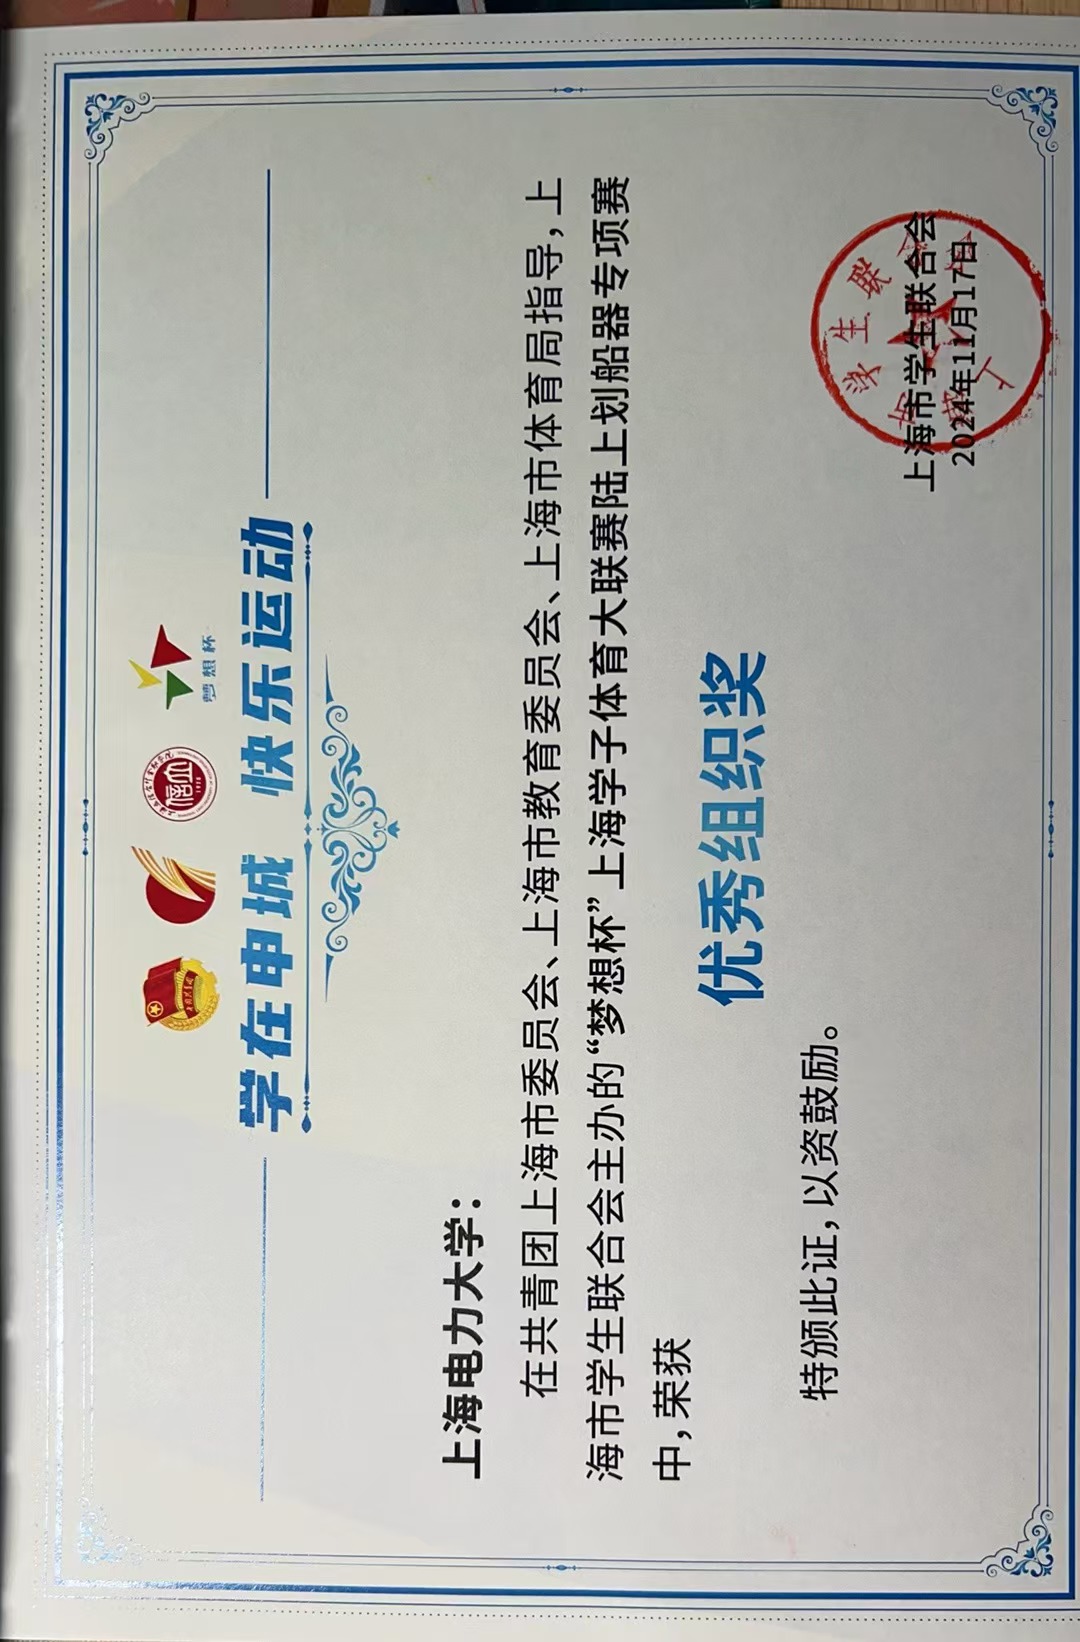 梦想杯
学在申城 快乐运动
上海电力大学：
在共青团上海市委员会、上海市教育委员会、上海市体育局指导，上
海市学生联合会主办的“梦想杯”上海学子体育大联赛陆上划船器专项赛
中，荣获
优秀组织奖
特颁此证，以资鼓励。
上海市学生联合会
2024年11月17日